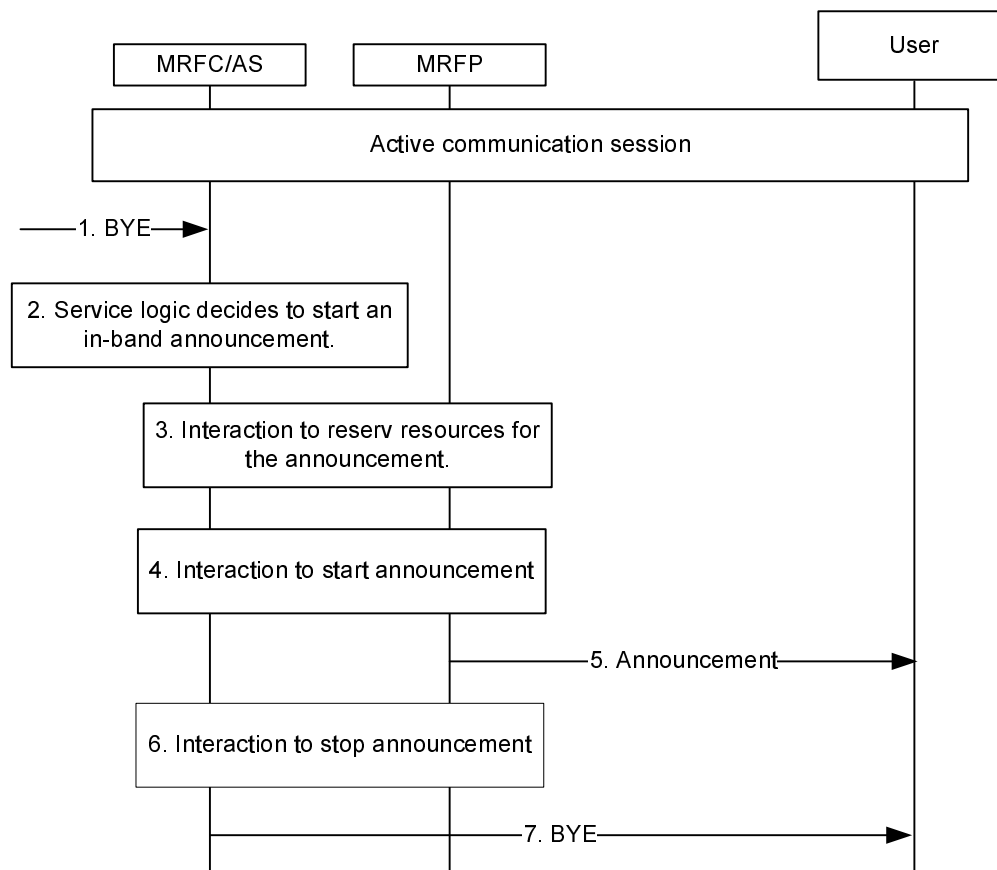 MRFC/AS
MRFP
User
Active communication session
1. BYE
2. Service logic decides to start an
in-band announcement.
3. Interaction to reserv resources for
the announcement.
4. Interaction to start announcement
5. Announcement
6. Interaction to stop announcement
7. BYE